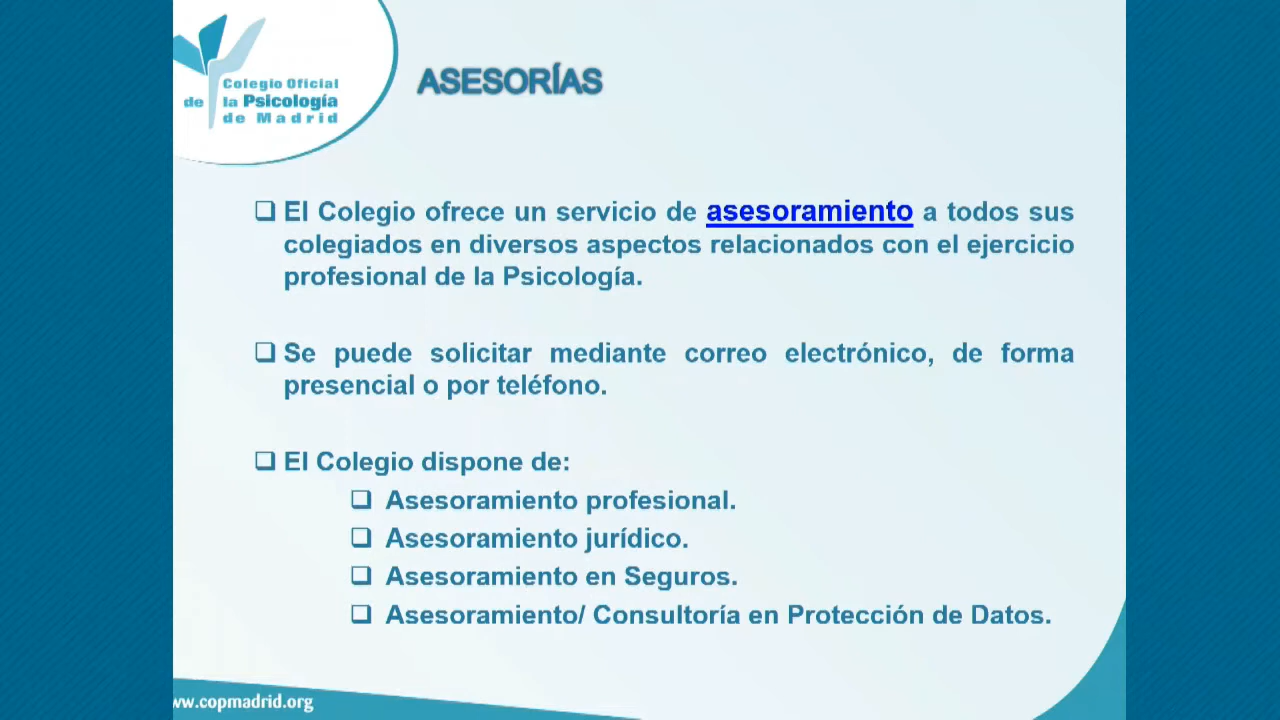 Colegio Oficial
de la Psicología
de Madrid
ASESORÍAS
❑ El Colegio ofrece un servicio de asesoramiento a todos sus
colegiados en diversos aspectos relacionados con el ejercicio
profesional de la Psicología.
❑ Se puede solicitar mediante correo electrónico, de forma
presencial o por teléfono.
❑ El Colegio dispone de:
❑ Asesoramiento profesional.
❑ Asesoramiento jurídico.
❑ Asesoramiento en Seguros.
❑ Asesoramiento/ Consultoría en Protección de Datos.
ww.copmadrid.org